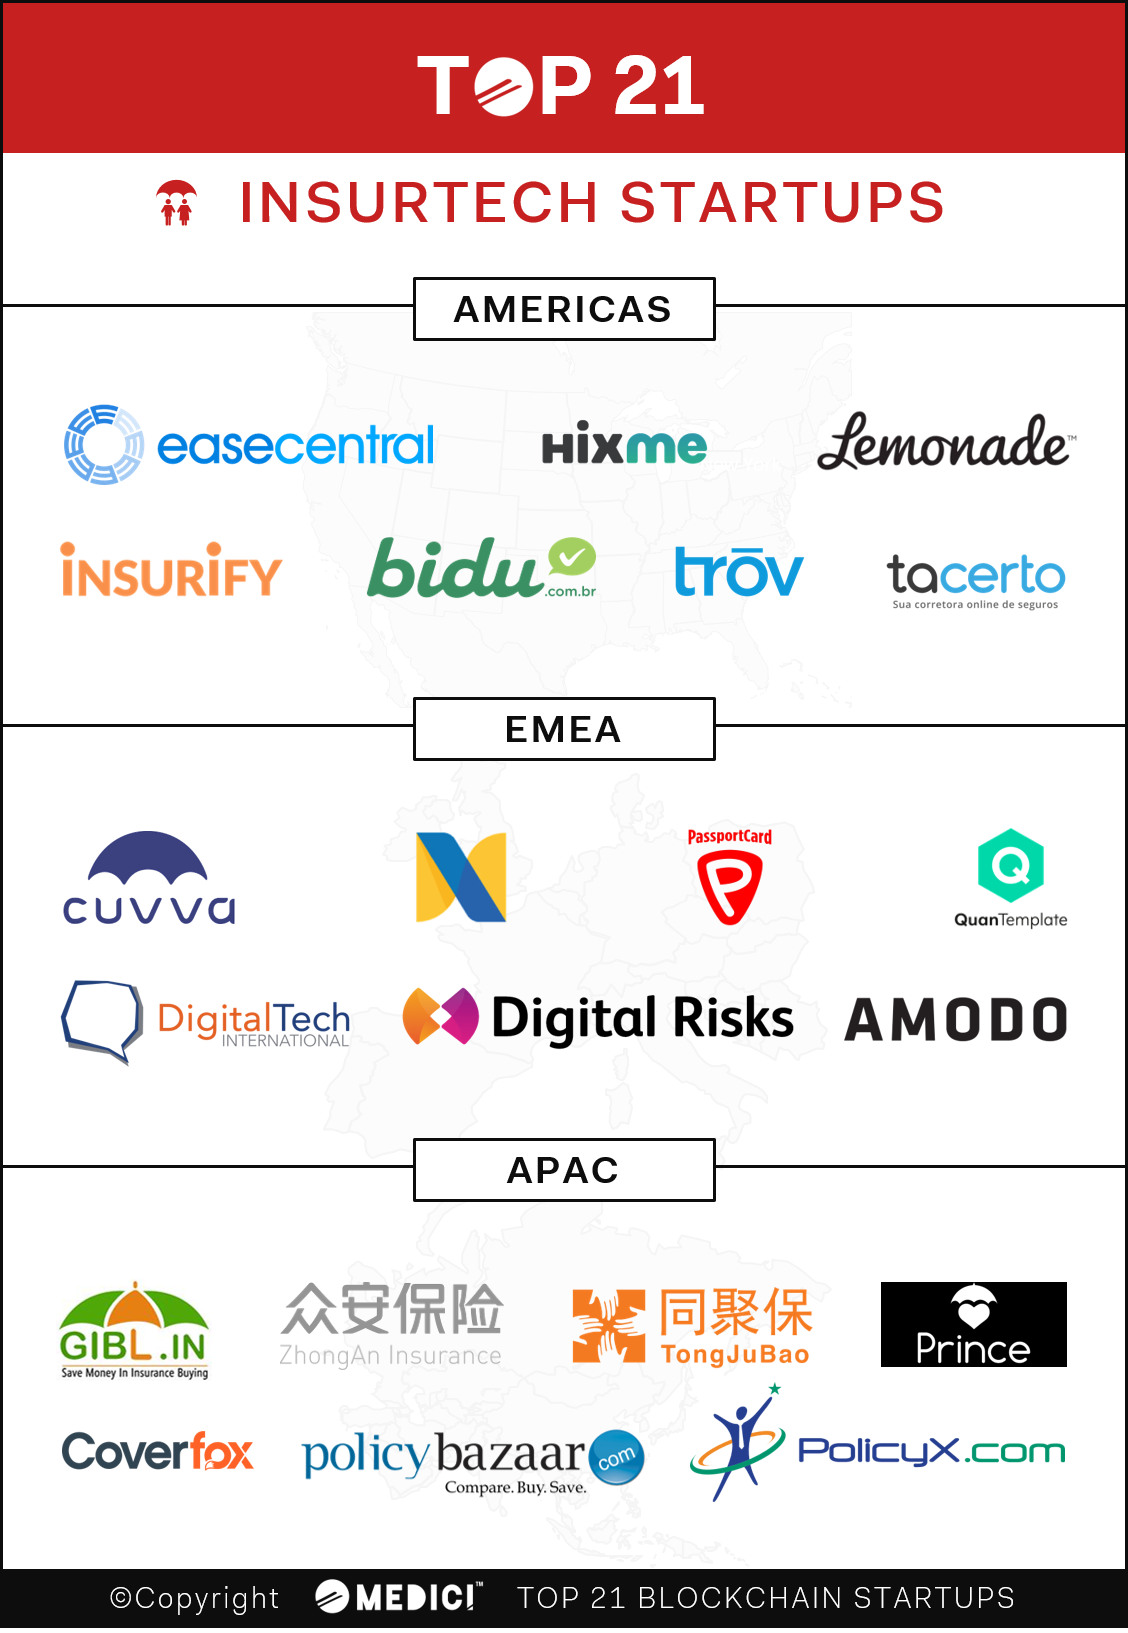 TOP 21
INSURTECH STARTUPS
AMERICAS
easecentral
Hixme
Lemonade™
INSURIFY
bidu
.com.br
trōv
tacerto
Sua corretora online de seguros
EMEA
cuvva
N
PassportCard
P
Q
QuanTemplate
DigitalTech
INTERNATIONAL
Digital Risks
AMODO
APAC
GIBL.IN
Save Money In Insurance Buying
众安保险
ZhongAn Insurance
同聚保
TongJuBao
Prince
Coverfox
policybazaar.com
Compare. Buy. Save.
PolicyX.com
©Copyright MEDICI™ TOP 21 BLOCKCHAIN STARTUPS